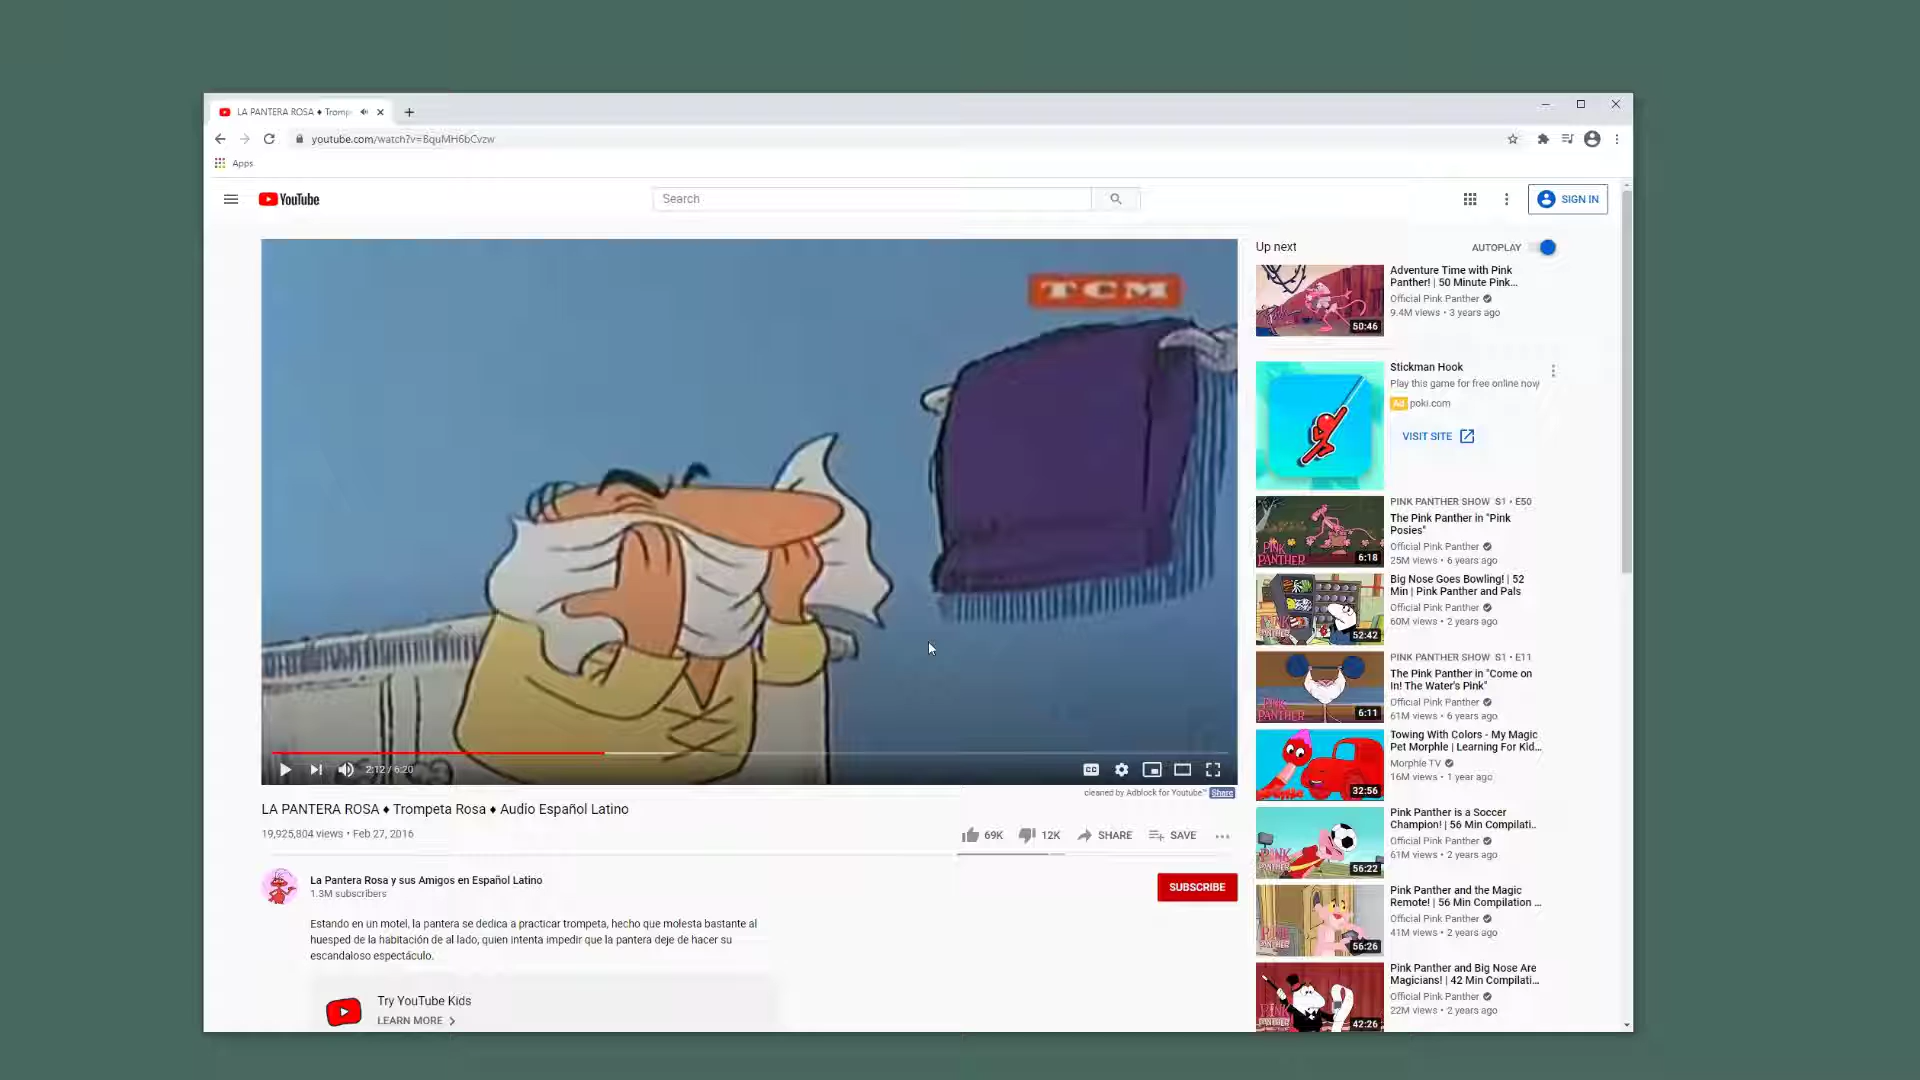 LA PANTERA ROSA ♦ Tromp
youtube.com/watch?v=BquMH6bCvzw
Apps
YouTube
Search
SIGN IN
TCM
2:12 / 6:20
cleaned by Adblock for Youtube™ Share
LA PANTERA ROSA ♦ Trompeta Rosa ♦ Audio Español Latino
19,925,804 views • Feb 27, 2016
69K
12K
SHARE
SAVE
La Pantera Rosa y sus Amigos en Español Latino
1.3M subscribers
SUBSCRIBE
Estando en un motel, la pantera se dedica a practicar trompeta, hecho que molesta bastante al
huesped de la habitación de al lado, quien intenta impedir que la pantera deje de hacer su
escandaloso espectáculo.
Try YouTube Kids
LEARN MORE
Up next
AUTOPLAY
50:46
Adventure Time with Pink
Panther! | 50 Minute Pink...
Official Pink Panther
9.4M views • 3 years ago
Stickman Hook
Play this game for free online now
Ad poki.com
VISIT SITE
PINK PANTHER
6:18
PINK PANTHER SHOW S1 • E50
The Pink Panther in "Pink
Posies"
Official Pink Panther
25M views • 6 years ago
52:42
Big Nose Goes Bowling! | 52
Min | Pink Panther and Pals
Official Pink Panther
60M views • 2 years ago
PINK PANTHER
6:11
PINK PANTHER SHOW S1 • E11
The Pink Panther in "Come on
In! The Water's Pink"
Official Pink Panther
61M views • 6 years ago
32:56
Towing With Colors - My Magic
Pet Morphle | Learning For Kid...
Morphle TV
16M views • 1 year ago
56:22
Pink Panther is a Soccer
Champion! | 56 Min Compilati..
Official Pink Panther
61M views • 2 years ago
56:26
Pink Panther and the Magic
Remote! | 56 Min Compilation ...
Official Pink Panther
41M views • 2 years ago
42:26
Pink Panther and Big Nose Are
Magicians! | 42 Min Compilati...
Official Pink Panther
22M views • 2 years ago